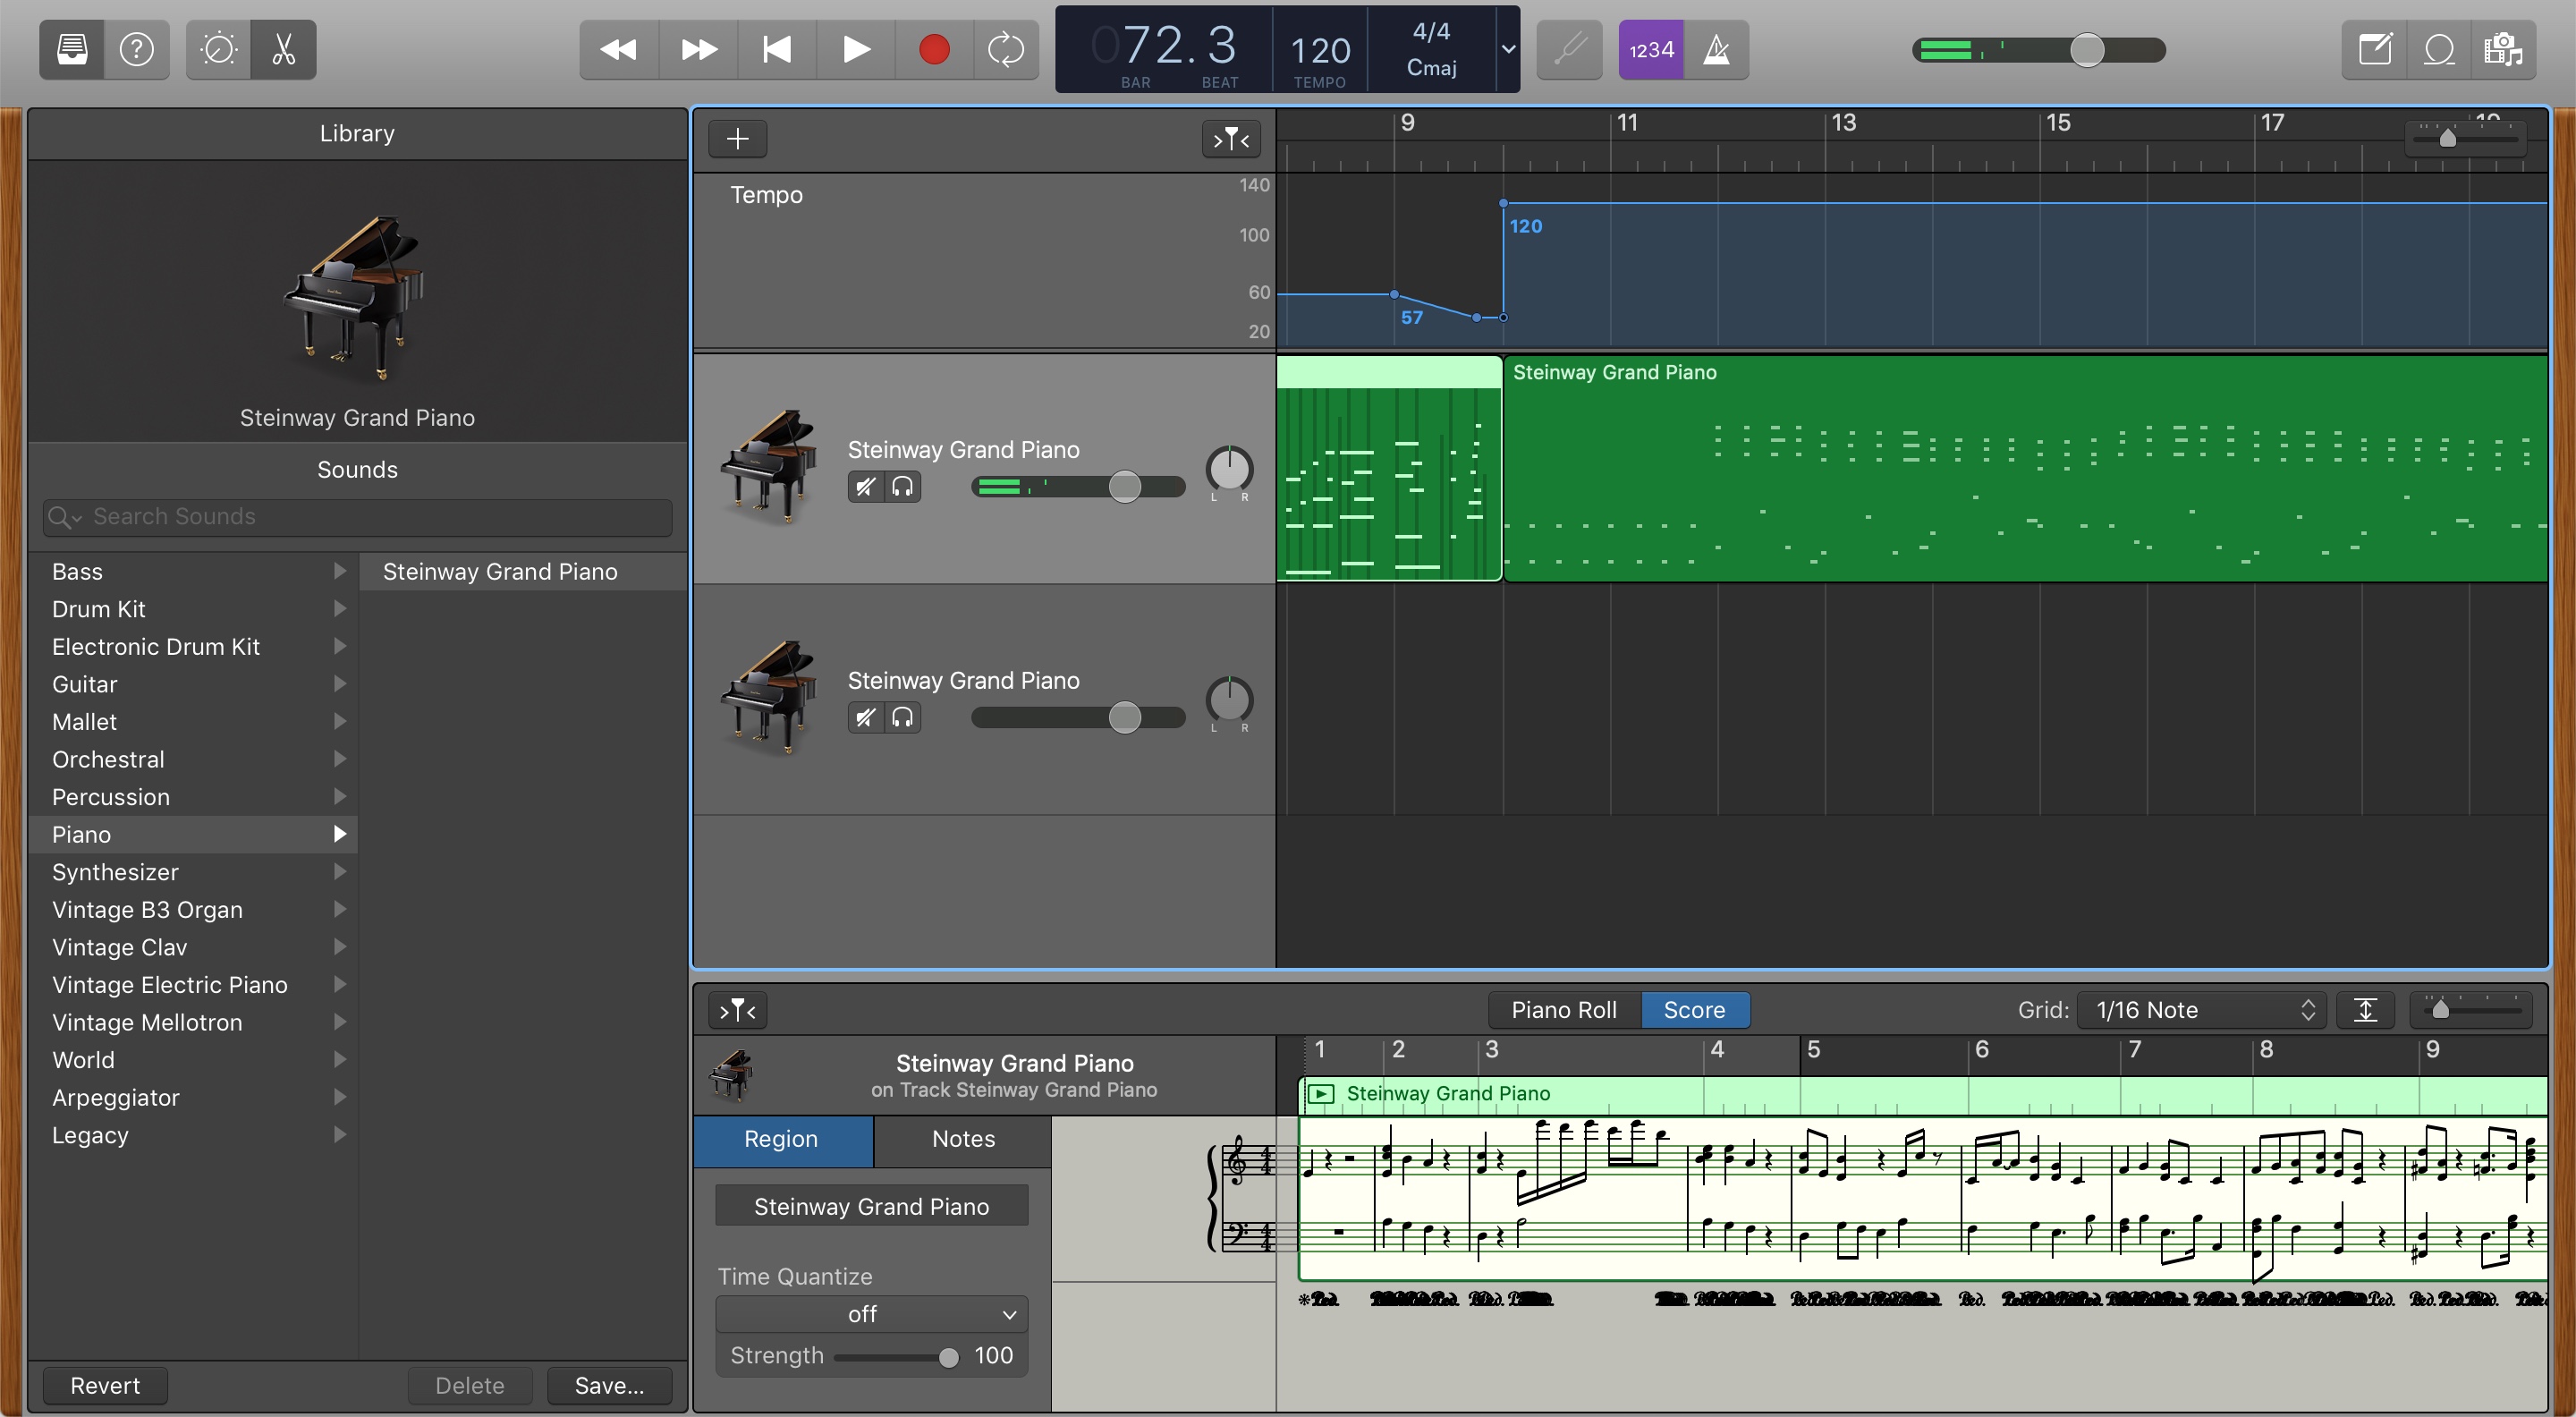 072.3
BAR
BEAT
120
TEMPO
4/4
Cmaj
1234
Library
Steinway Grand Piano
Sounds
Search Sounds
Bass
Drum Kit
Electronic Drum Kit
Guitar
Mallet
Orchestral
Percussion
Piano
Synthesizer
Vintage B3 Organ
Vintage Clav
Vintage Electric Piano
Vintage Mellotron
World
Arpeggiator
Legacy
Steinway Grand Piano
Revert
Delete
Save...
9 11 13 15 17
Tempo
140
100
60
20
120
57
Steinway Grand Piano
L R
Steinway Grand Piano
Steinway Grand Piano
L R
Piano Roll
Score
Grid: 1/16 Note
Steinway Grand Piano
on Track Steinway Grand Piano
1 2 3 4 5 6 7 8 9
Steinway Grand Piano
Region
Notes
Steinway Grand Piano
Time Quantize
off
Strength 100